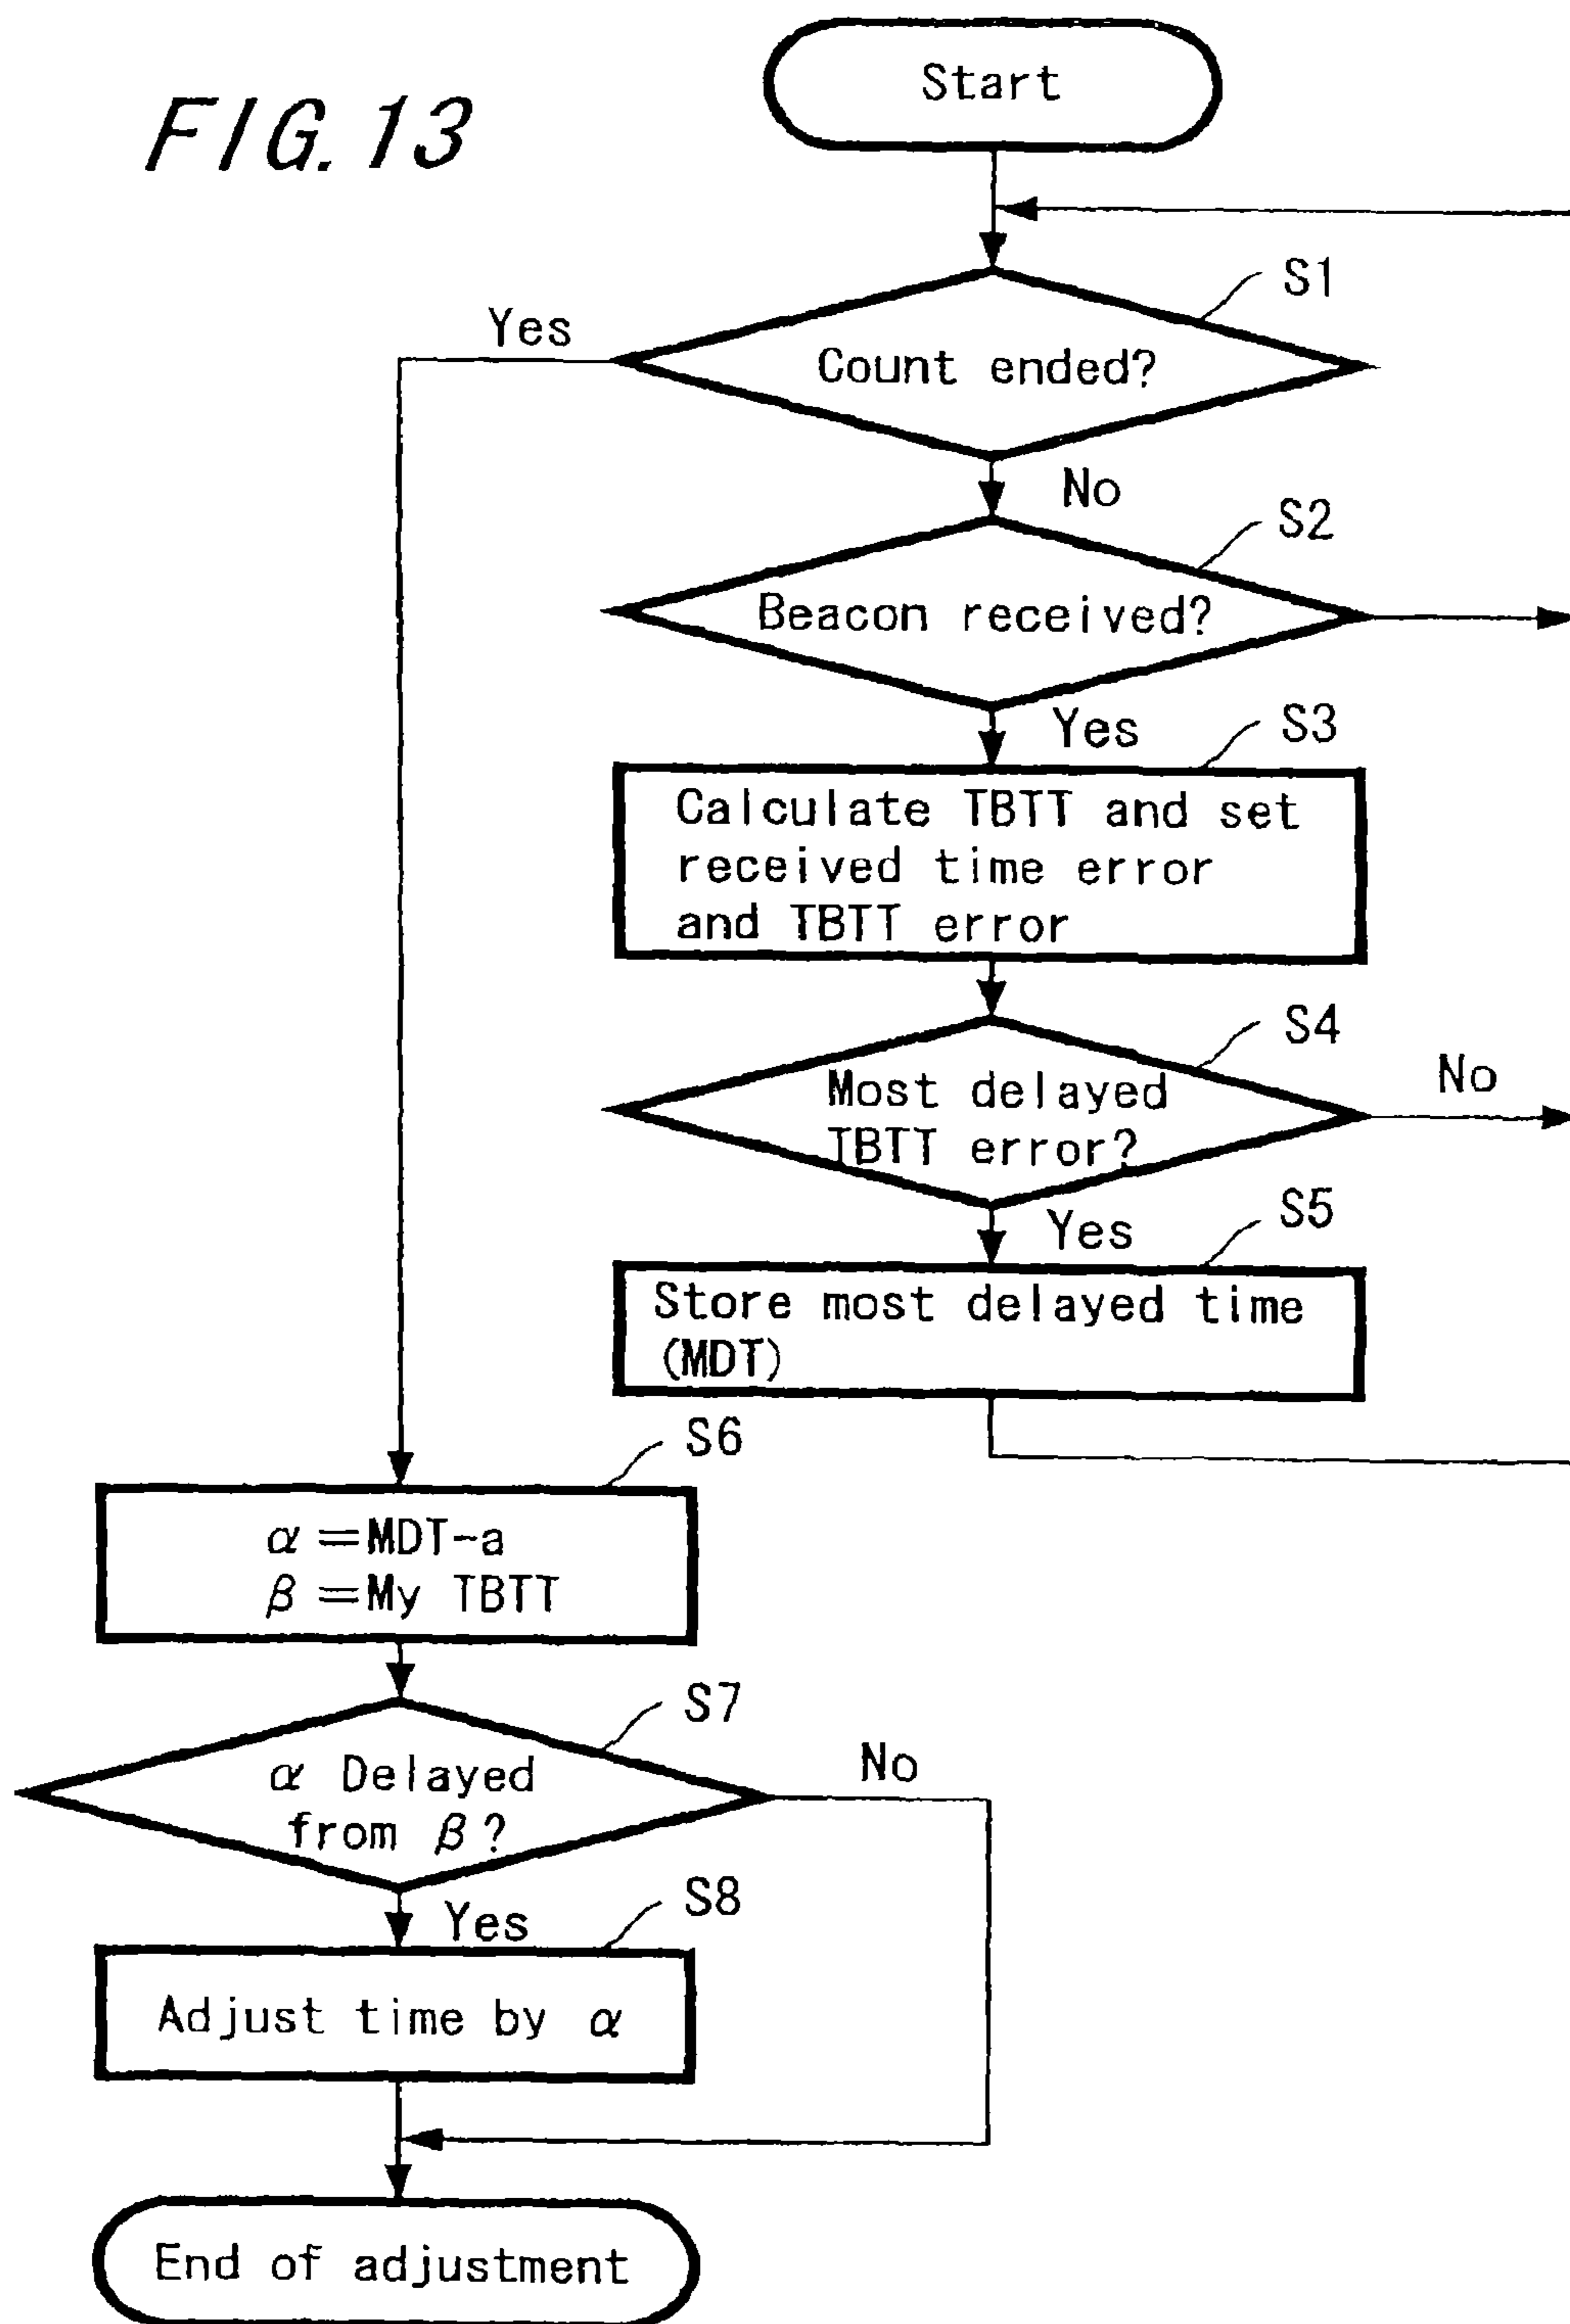 FIG. 13
Start
S1
Yes
Count ended?
No
S2
Beacon received?
Yes
S3
Calculate TBTT and set
received time error
and TBTT error
S4
Most delayed
TBTT error?
No
Yes
S5
Store most delayed time
(MDT)
S6
α=MDT-a
β=My TBTT
S7
α Delayed
from β?
No
Yes
S8
Adjust time by α
End of adjustment